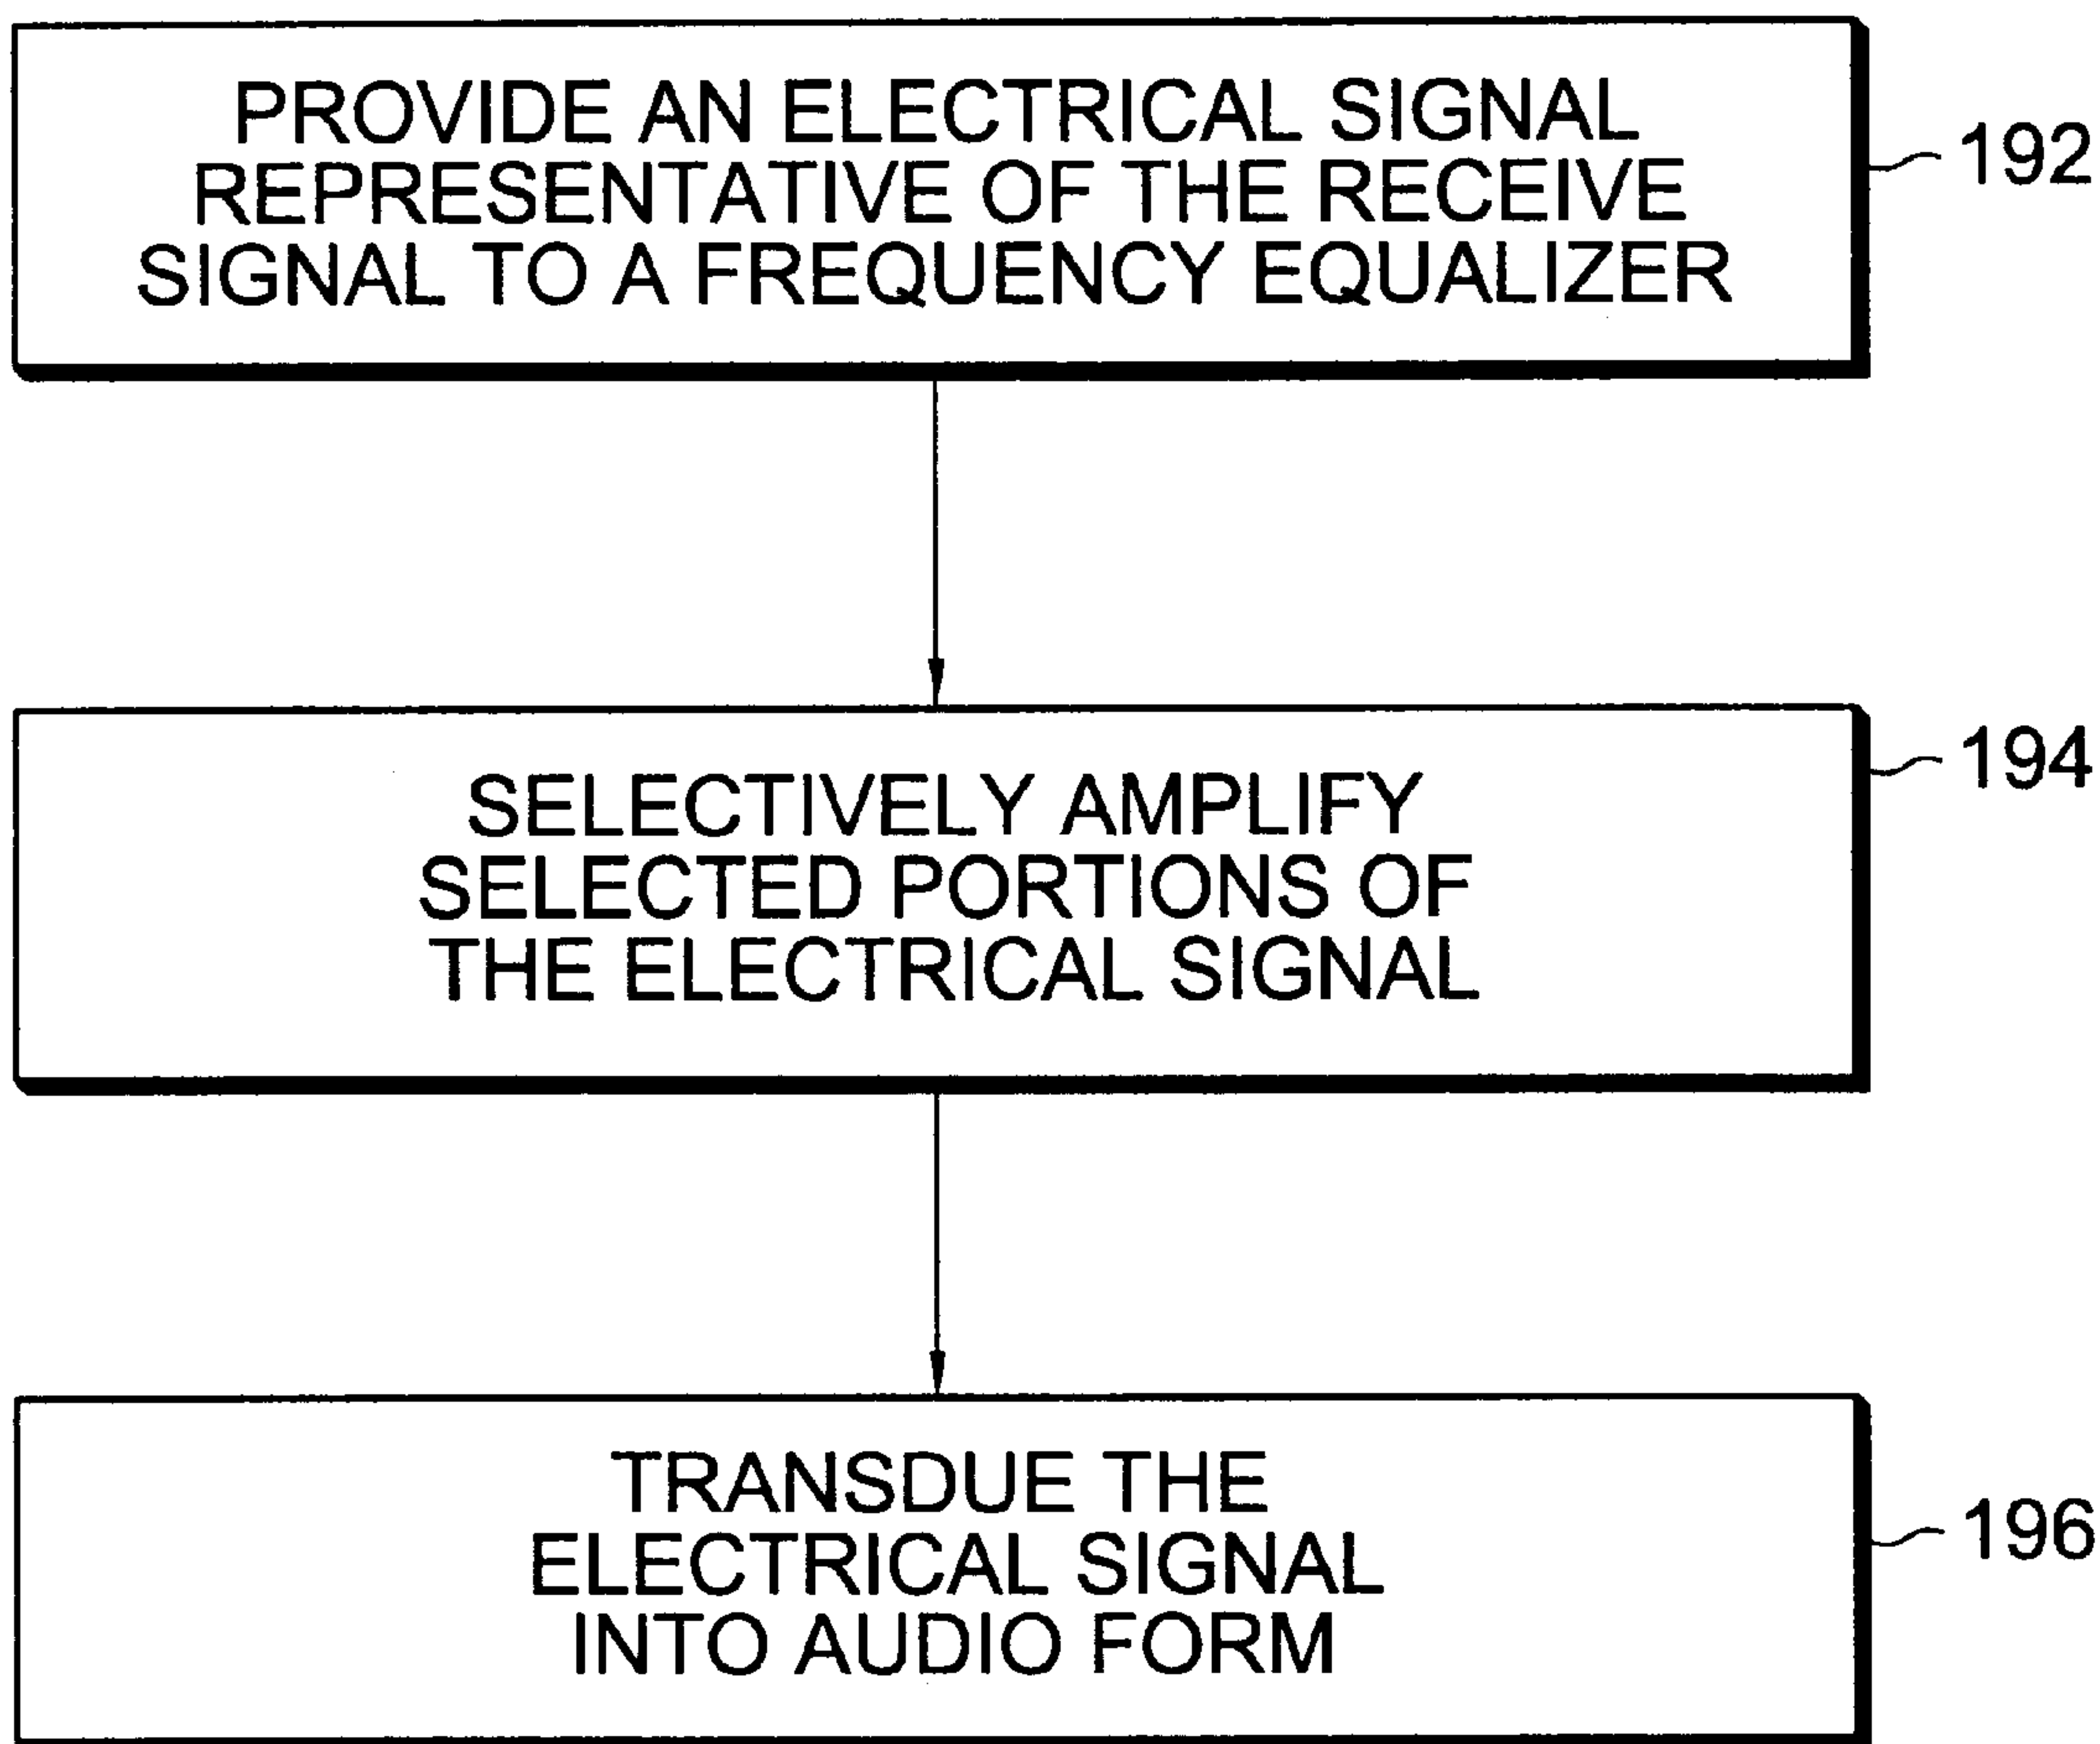 PROVIDE AN ELECTRICAL SIGNAL
REPRESENTATIVE OF THE RECEIVE
SIGNAL TO A FREQUENCY EQUALIZER
192
SELECTIVELY AMPLIFY
SELECTED PORTIONS OF
THE ELECTRICAL SIGNAL
194
TRANSDUE THE
ELECTRICAL SIGNAL
INTO AUDIO FORM
196